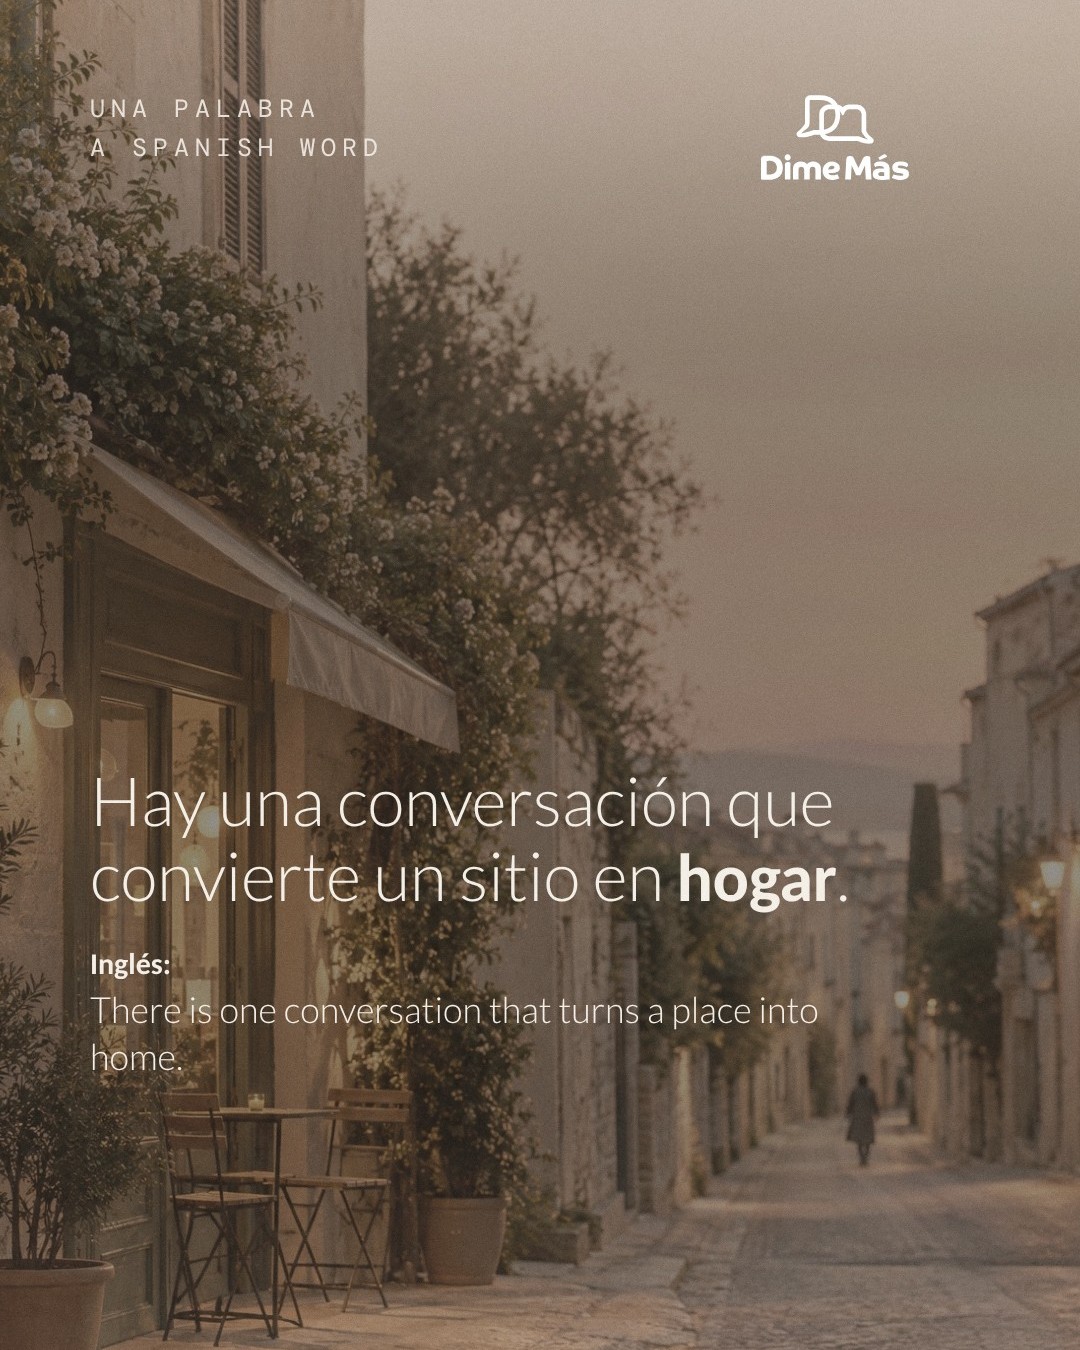 UNA PALABRA
A SPANISH WORD
Dime Más
Hay una conversación que
convierte un sitio en hogar.
Inglés:
There is one conversation that turns a place into
home.